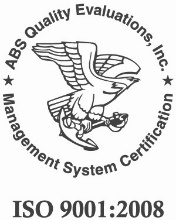 ABS Quality Evaluations, Inc.
★ Management System Certification ★
ISO 9001:2008